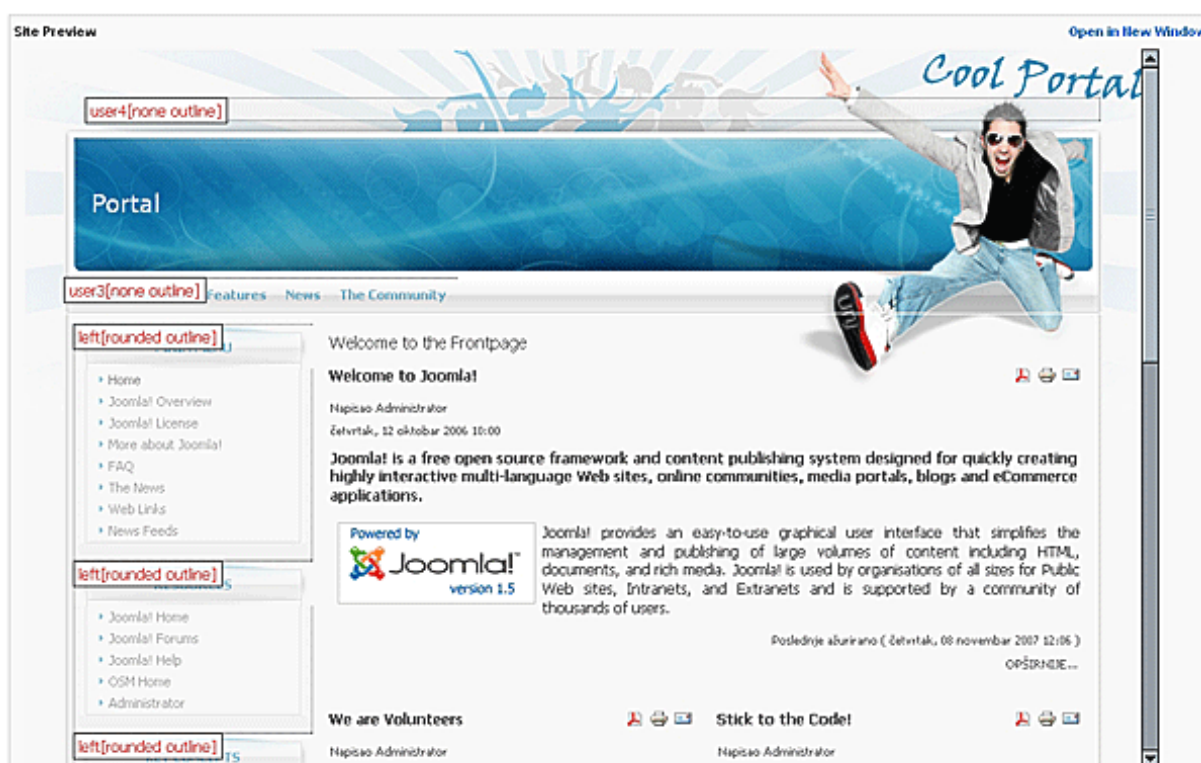 Site Preview
Open in New Window
Cool Portal
user4[none outline]
Portal
user3[none outline]
Features News The Community
left[rounded outline]
Welcome to the Frontpage
Welcome to Joomla!
Home
Joomla! Overview
Joomla! License
More about Joomla!
FAQ
The News
Web Links
News Feeds
Napisao Administrator
četvrtak, 12 oktobar 2006 10:00
Joomla! is a free open source framework and content publishing system designed for quickly creating
highly interactive multi-language Web sites, online communities, media portals, blogs and eCommerce
applications.
Powered by
Joomla!™
version 1.5
Joomla! provides an easy-to-use graphical user interface that simplifies the
management and publishing of large volumes of content including HTML,
documents, and rich media. Joomla! is used by organisations of all sizes for Public
Web sites, Intranets, and Extranets and is supported by a community of
thousands of users.
Poslednje ažurirano ( četvrtak, 08 novembar 2007 12:06 )
OPŠIRNIJE...
left[rounded outline]
Joomla! Home
Joomla! Forums
Joomla! Help
OSM Home
Administrator
We are Volunteers
Napisao Administrator
Stick to the Code!
Napisao Administrator
left[rounded outline]